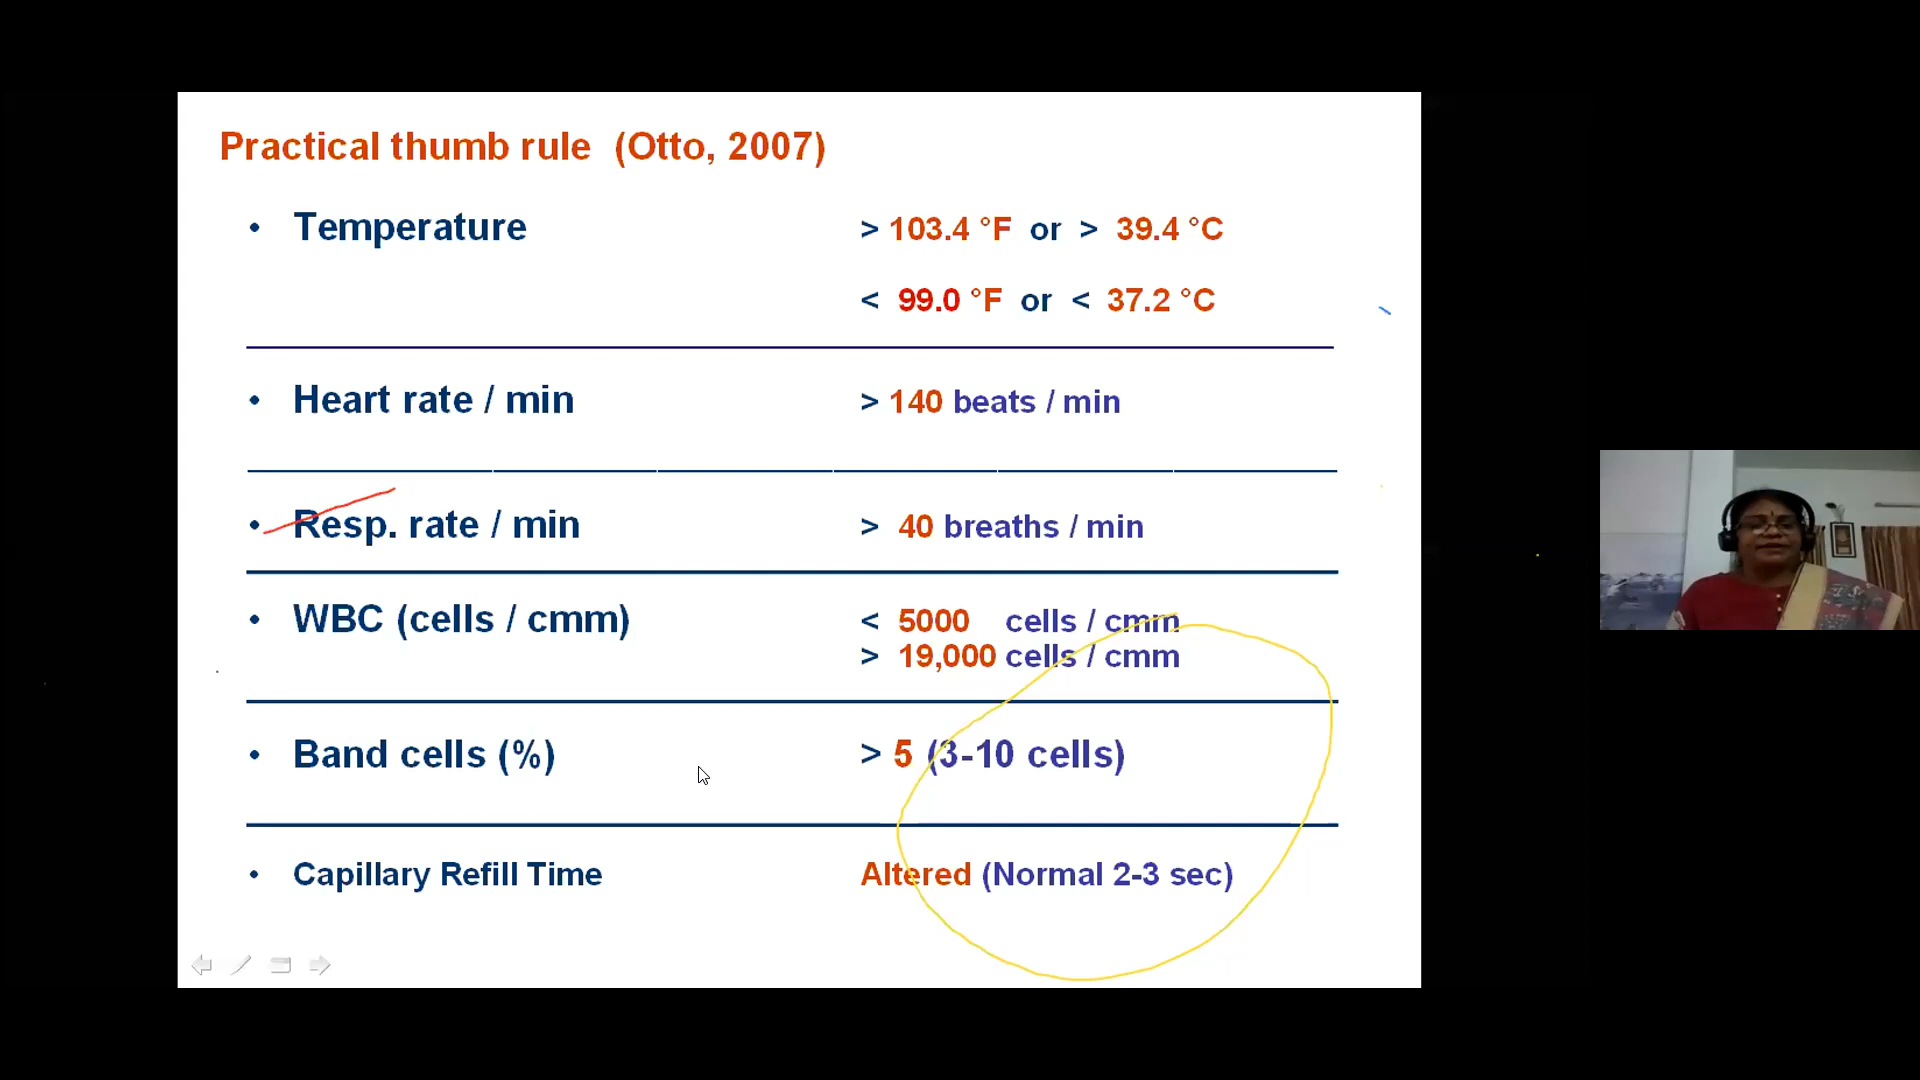 Practical thumb rule (Otto, 2007)
• Temperature > 103.4 °F or > 39.4 °C
< 99.0 °F or < 37.2 °C
• Heart rate / min > 140 beats / min
• Resp. rate / min > 40 breaths / min
• WBC (cells / cmm) < 5000 cells / cmm
> 19,000 cells / cmm
• Band cells (%) > 5 (3-10 cells)
• Capillary Refill Time Altered (Normal 2-3 sec)